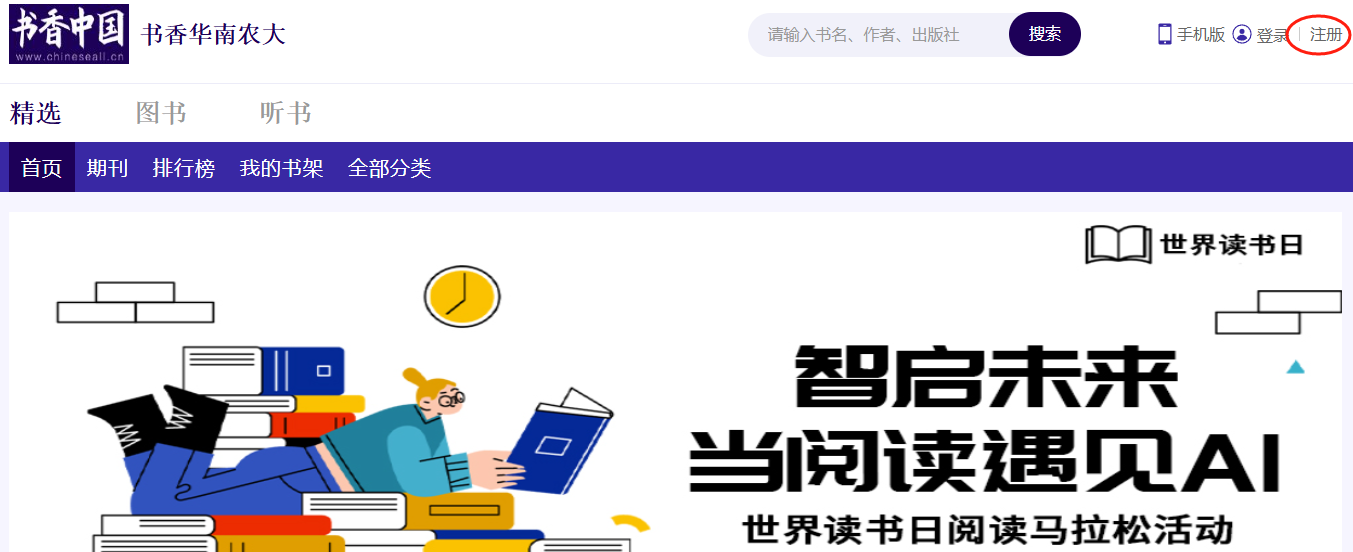 书香中国
www.chineseall.cn
书香华南农大
请输入书名、作者、出版社
搜索
手机版
登录
注册
精选
图书
听书
首页
期刊
排行榜
我的书架
全部分类
世界读书日
智启未来
当阅读遇见AI
世界读书日阅读马拉松活动